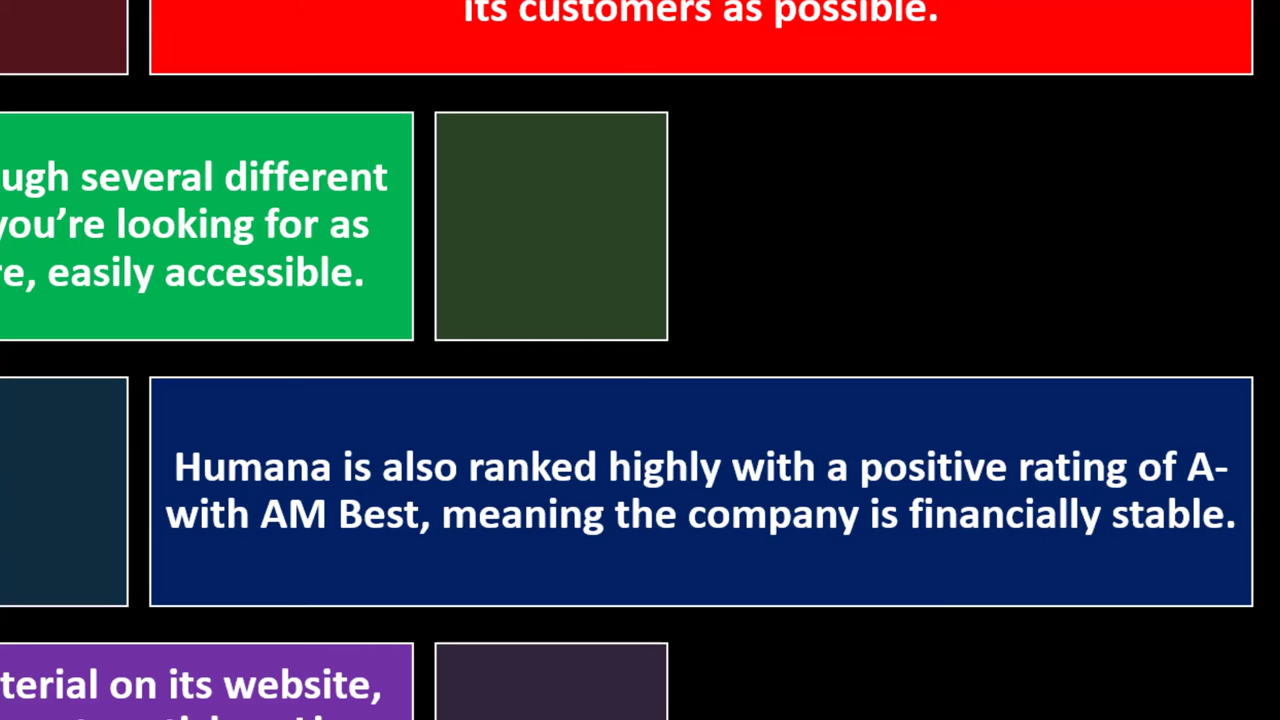 its customers as possible.
ugh several different
you’re looking for as
re, easily accessible.
Humana is also ranked highly with a positive rating of A-
with AM Best, meaning the company is financially stable.
terial on its website,